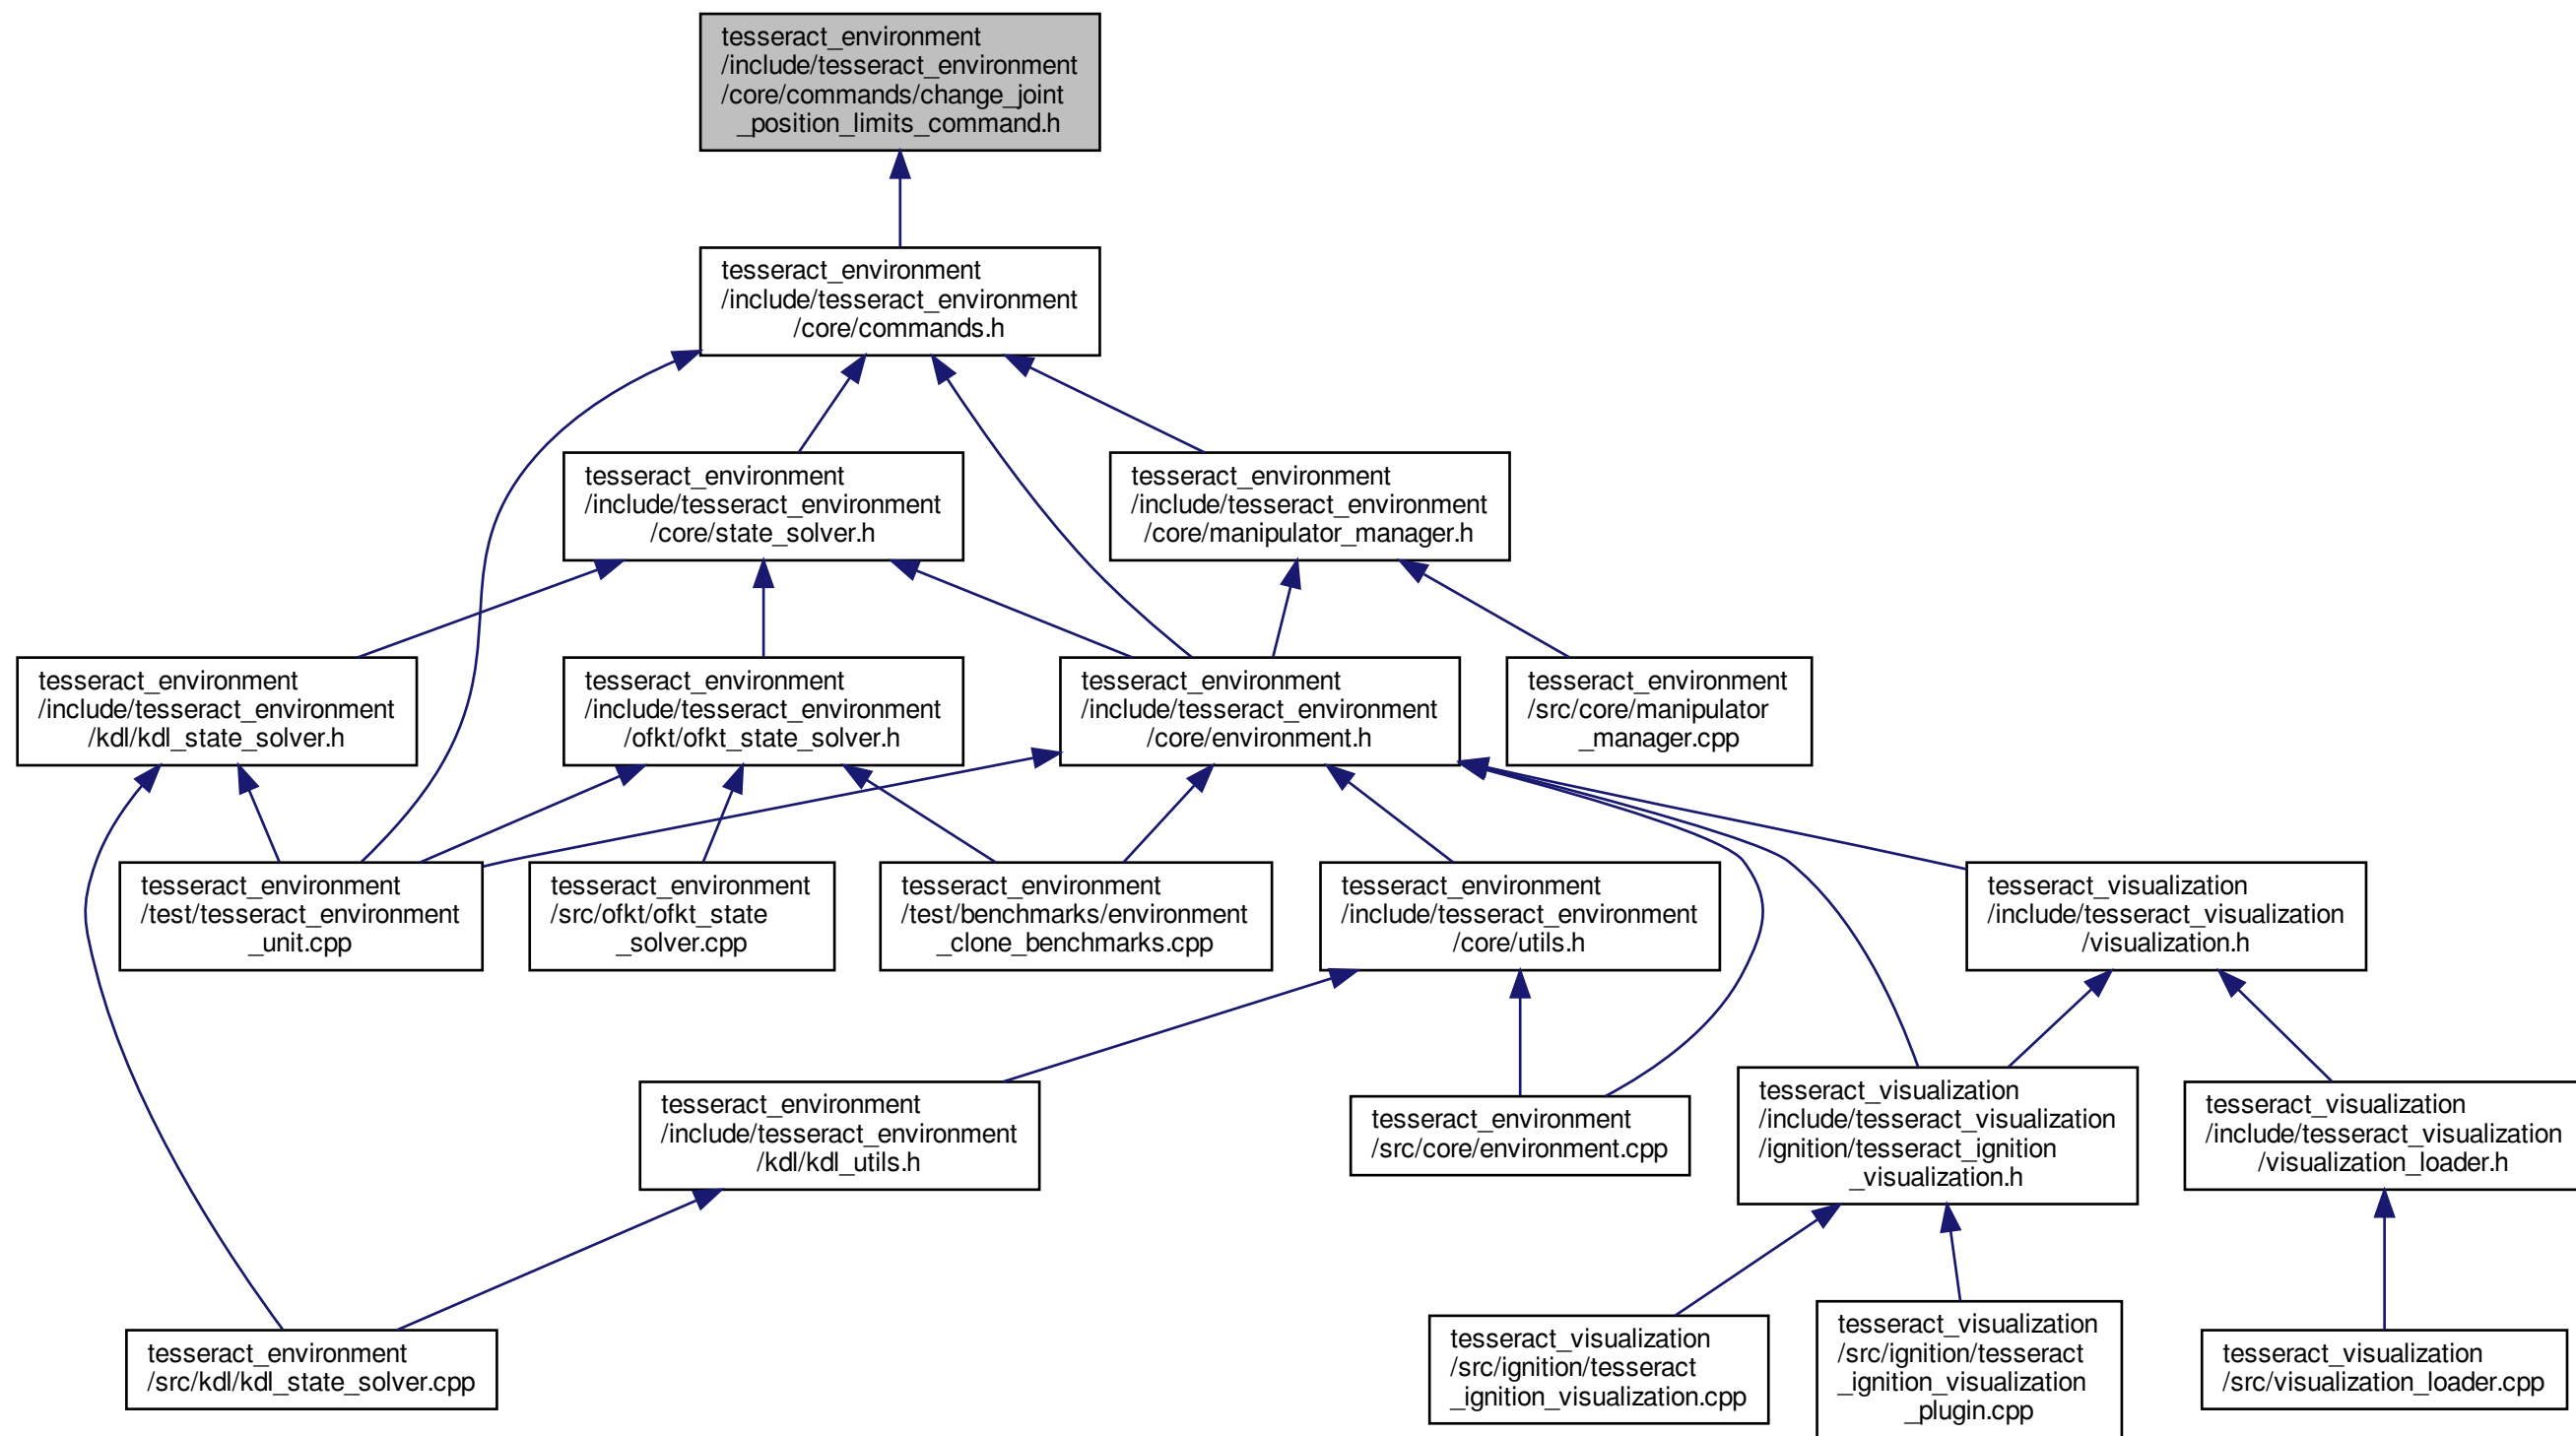 tesseract_environment
/include/tesseract_environment
/core/commands/change_joint
_position_limits_command.h
tesseract_environment
/include/tesseract_environment
/core/commands.h
tesseract_environment
/include/tesseract_environment
/core/state_solver.h
tesseract_environment
/include/tesseract_environment
/core/manipulator_manager.h
tesseract_environment
/include/tesseract_environment
/kdl/kdl_state_solver.h
tesseract_environment
/include/tesseract_environment
/ofkt/ofkt_state_solver.h
tesseract_environment
/include/tesseract_environment
/core/environment.h
tesseract_environment
/src/core/manipulator
_manager.cpp
tesseract_environment
/test/tesseract_environment
_unit.cpp
tesseract_environment
/src/ofkt/ofkt_state
_solver.cpp
tesseract_environment
/test/benchmarks/environment
_clone_benchmarks.cpp
tesseract_environment
/include/tesseract_environment
/core/utils.h
tesseract_visualization
/include/tesseract_visualization
/visualization.h
tesseract_environment
/include/tesseract_environment
/kdl/kdl_utils.h
tesseract_environment
/src/core/environment.cpp
tesseract_visualization
/include/tesseract_visualization
/ignition/tesseract_ignition
_visualization.h
tesseract_visualization
/include/tesseract_visualization
/visualization_loader.h
tesseract_environment
/src/kdl/kdl_state_solver.cpp
tesseract_visualization
/src/ignition/tesseract
_ignition_visualization.cpp
tesseract_visualization
/src/ignition/tesseract
_ignition_visualization
_plugin.cpp
tesseract_visualization
/src/visualization_loader.cpp